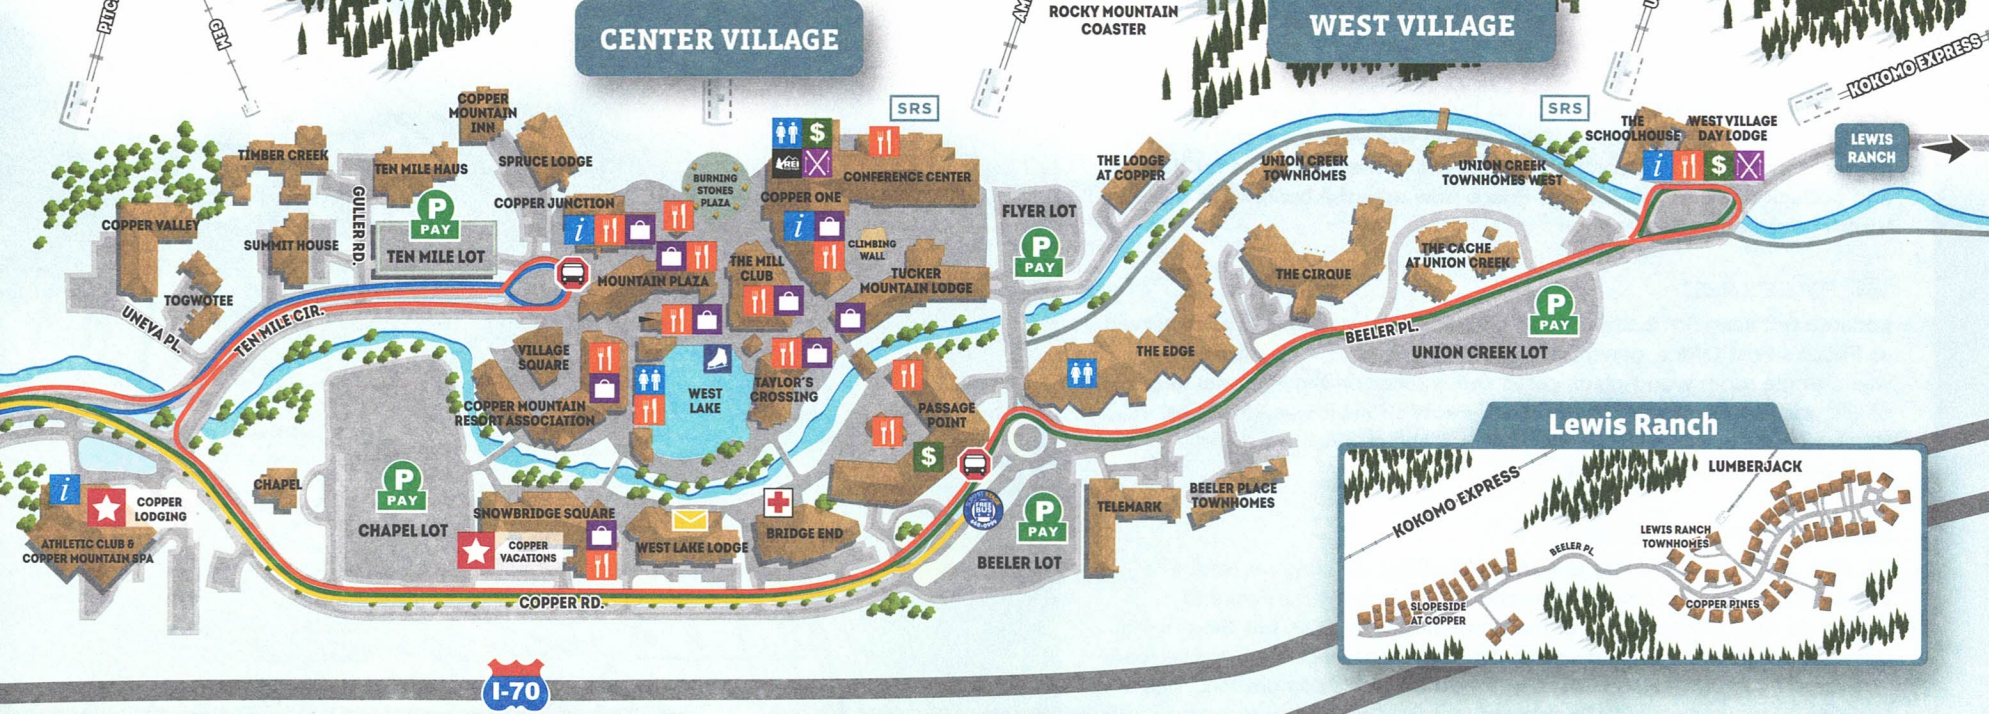 PITC
GEM
CENTER VILLAGE
AM
ROCKY MOUNTAIN
COASTER
WEST VILLAGE
KOKOMO EXPRESS
SRS
SRS
LEWIS
RANCH
COPPER
MOUNTAIN
INN
TIMBER CREEK
TEN MILE HAUS
SPRUCE LODGE
GULLER RD.
P
PAY
TEN MILE LOT
COPPER VALLEY
SUMMIT HOUSE
TOGWOTEE
UNEVA PL.
TEN MILE CIR.
COPPER JUNCTION
i
BURNING
STONES
PLAZA
$
REI
COPPER ONE
i
CONFERENCE CENTER
CLIMBING
WALL
MOUNTAIN PLAZA
THE MILL
CLUB
TUCKER
MOUNTAIN LODGE
FLYER LOT
P
PAY
THE LODGE
AT COPPER
UNION CREEK
TOWNHOMES
UNION CREEK
TOWNHOMES WEST
THE
SCHOOLHOUSE
WEST VILLAGE
DAY LODGE
i
$
THE CIRQUE
THE CACHE
AT UNION CREEK
P
PAY
UNION CREEK LOT
BEELER PL.
THE EDGE
VILLAGE
SQUARE
COPPER MOUNTAIN
RESORT ASSOCIATION
WEST
LAKE
TAYLOR'S
CROSSING
PASSAGE
POINT
$
i
COPPER
LODGING
ATHLETIC CLUB &
COPPER MOUNTAIN SPA
CHAPEL
P
PAY
CHAPEL LOT
SNOWBRIDGE SQUARE
COPPER
VACATIONS
WEST LAKE LODGE
BRIDGE END
FREE
BUS
P
PAY
BEELER LOT
TELEMARK
BEELER PLACE
TOWNHOMES
COPPER RD.
I-70
Lewis Ranch
KOKOMO EXPRESS
LUMBERJACK
LEWIS RANCH
TOWNHOMES
BEELER PL.
SLOPESIDE
AT COPPER
COPPER PINES